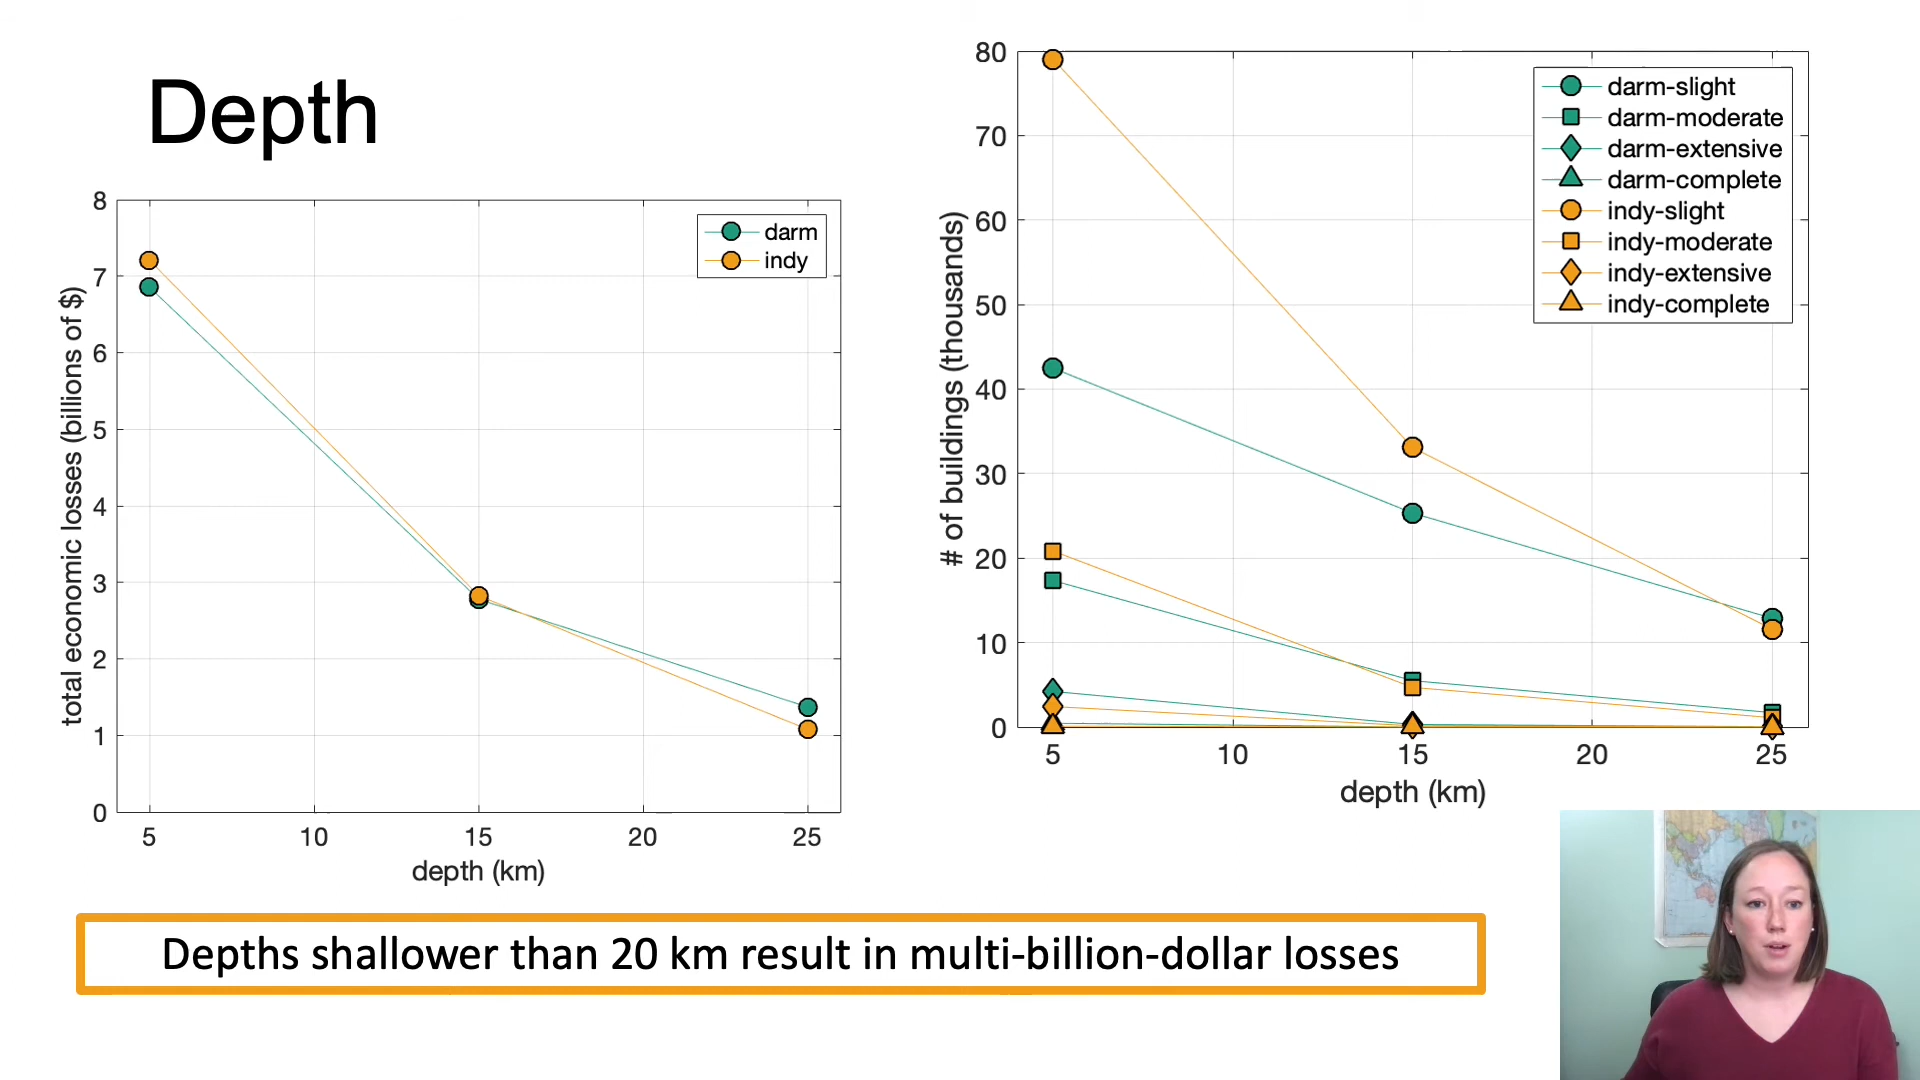 Depth
8
7
6
5
4
3
2
1
0
total economic losses (billions of $)
darm
indy
5 10 15 20 25
depth (km)
80
70
60
50
40
30
20
10
0
# of buildings (thousands)
darm-slight
darm-moderate
darm-extensive
darm-complete
indy-slight
indy-moderate
indy-extensive
indy-complete
5 10 15 20 25
depth (km)
Depths shallower than 20 km result in multi-billion-dollar losses